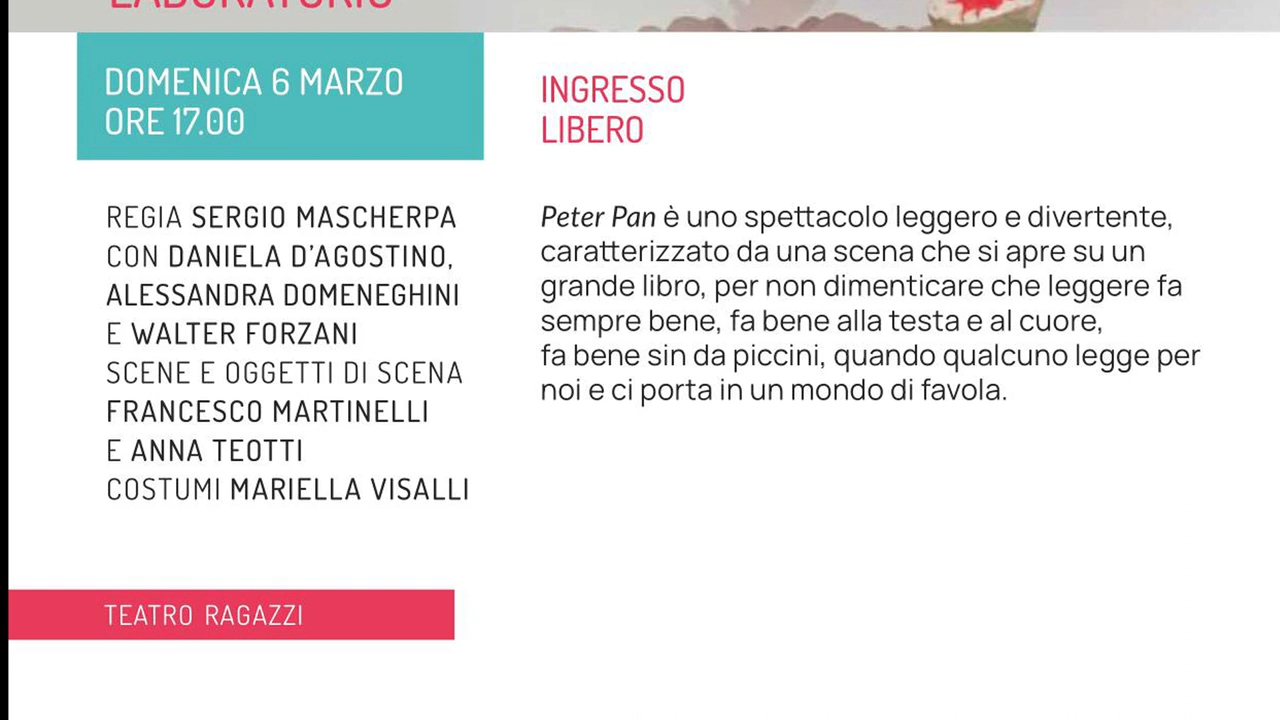 LABORATORIO
DOMENICA 6 MARZO
ORE 17.00
REGIA SERGIO MASCHERPA
CON DANIELA D'AGOSTINO,
ALESSANDRA DOMENEGHINI
E WALTER FORZANI
SCENE E OGGETTI DI SCENA
FRANCESCO MARTINELLI
E ANNA TEOTTI
COSTUMI MARIELLA VISALLI
TEATRO RAGAZZI
INGRESSO
LIBERO
Peter Pan è uno spettacolo leggero e divertente,
caratterizzato da una scena che si apre su un
grande libro, per non dimenticare che leggere fa
sempre bene, fa bene alla testa e al cuore,
fa bene sin da piccini, quando qualcuno legge per
noi e ci porta in un mondo di favola.